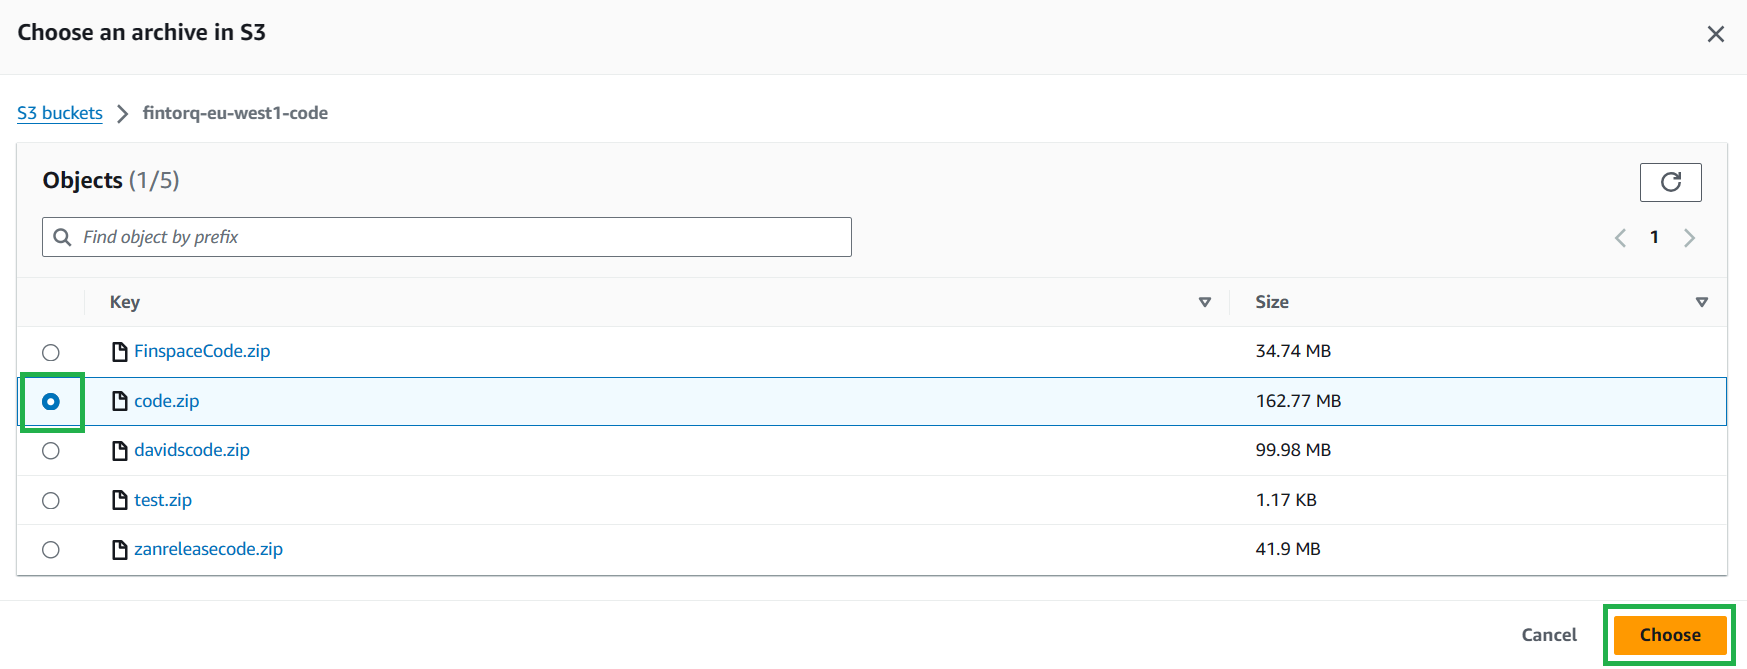 Choose an archive in S3
S3 buckets fintorq-eu-west1-code
Objects (1/5)
Find object by prefix
1
Key Size
FinspaceCode.zip 34.74 MB
code.zip 162.77 MB
davidscode.zip 99.98 MB
test.zip 1.17 KB
zanreleasecode.zip 41.9 MB
Cancel Choose